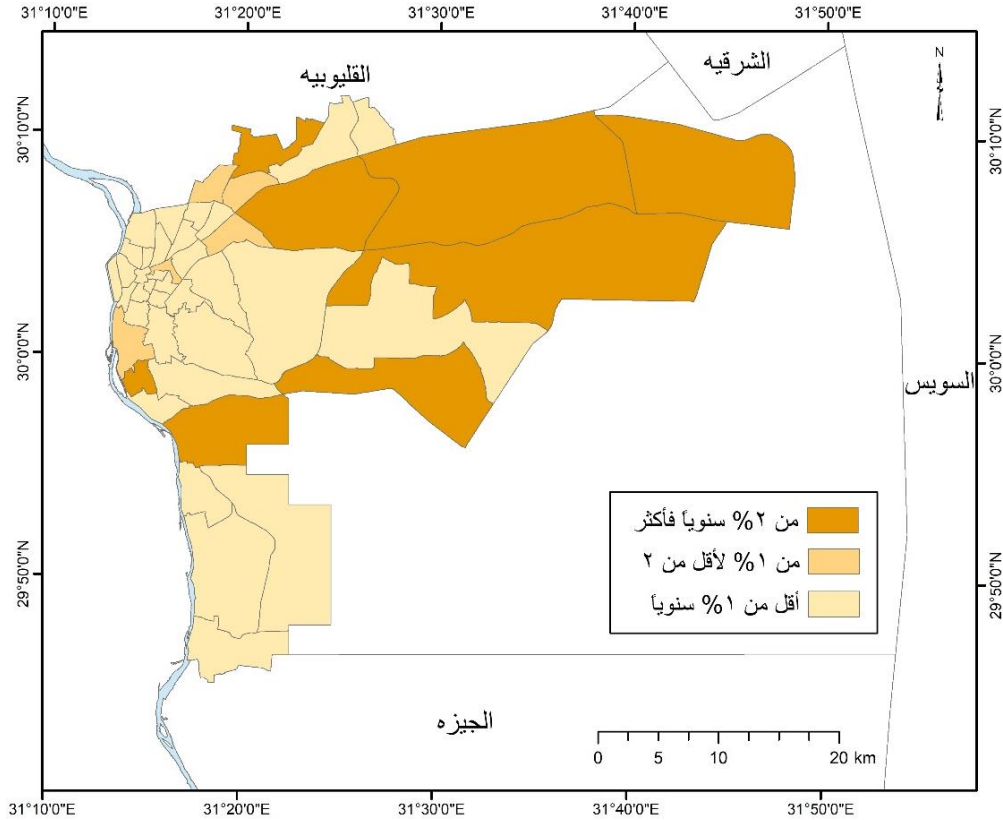 31°10'0"E 31°20'0"E 31°30'0"E 31°40'0"E 31°50'0"E
القليوبيه
الشرقيه
N
30°10'0"N
30°10'0"N
30°0'0"N
30°0'0"N
السويس
من ٢% سنوياً فأكثر
من ١% لأقل من ٢
أقل من ١% سنوياً
29°50'0"N
29°50'0"N
الجيزه
0 5 10 20 km
31°10'0"E 31°20'0"E 31°30'0"E 31°40'0"E 31°50'0"E